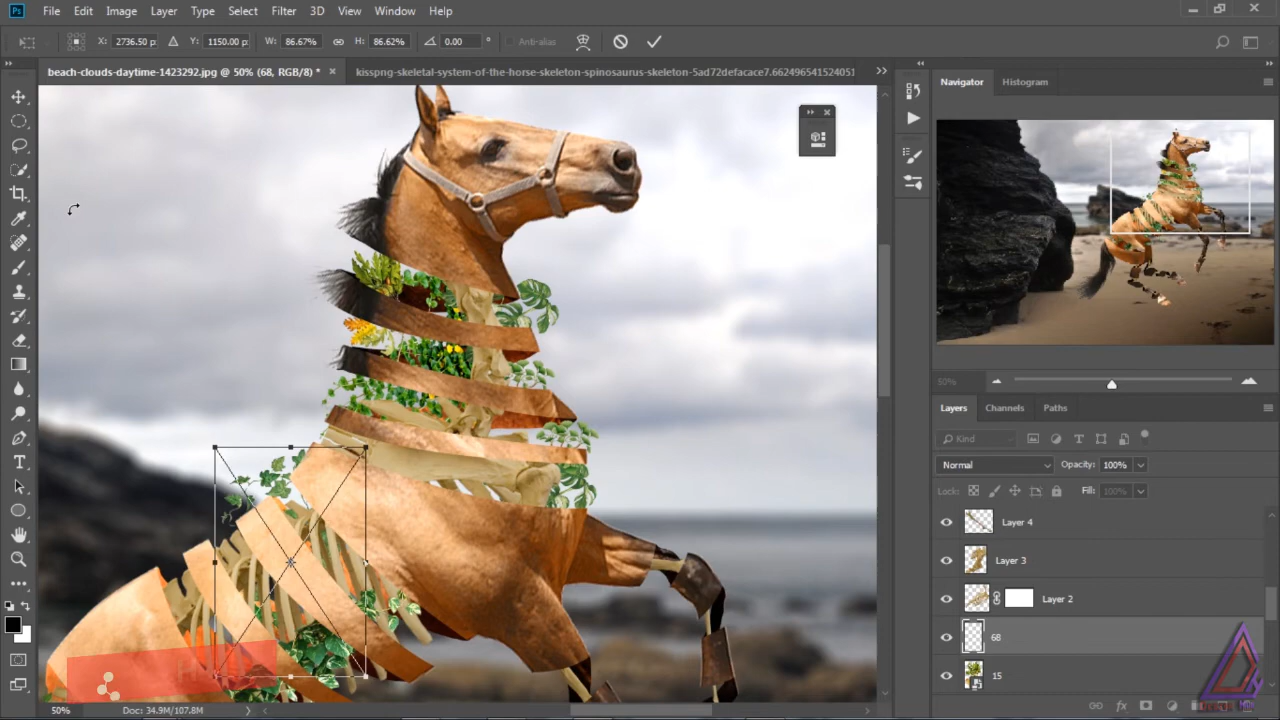 Ps File Edit Image Layer Type Select Filter 3D View Window Help
X: 2736.50 p: Y: 1150.00 p: W: 86.67% H: 86.62% 0.00 ° Anti-alias
beach-clouds-daytime-1423292.jpg @ 50% (68, RGB/8) * × kisspng-skeletal-system-of-the-horse-skeleton-spinosaurus-skeleton-5ad72defacace7.662496541524051
Navigator Histogram
50%
Layers Channels Paths
Kind
Normal Opacity: 100%
Lock: Fill: 100%
Layer 4
Layer 3
Layer 2
68
15
50% Doc: 34.9M/107.8M